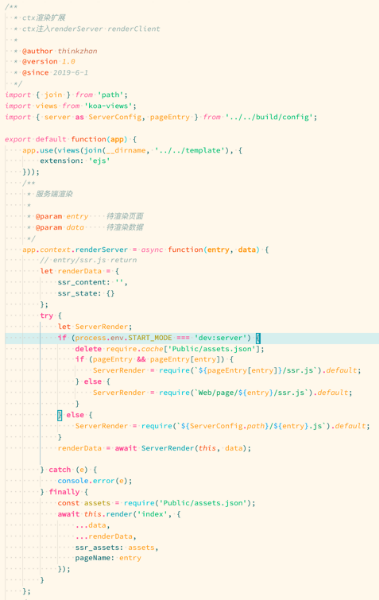 /**
 * ctx渲染扩展
 * ctx注入renderServer renderClient
 *
 * @author thinkzhon
 * @version 1.0
 * @since 2019-6-1
 */
import { join } from 'path';
import views from 'koa-views';
import { server as ServerConfig, pageEntry } from '../../build/config';
export default function(app) {
    app.use(views(join(__dirname, '../../template'), {
        extension: 'ejs'
    }));
    /**
     * 服务端渲染
     *
     * @param entry    待渲染页面
     * @param data     待渲染数据
     */
    app.context.renderServer = async function(entry, data) {
        // entry/ssr.js return
        let renderData = {
            ssr_content: '',
            ssr_state: {}
        };
        try {
            let ServerRender;
            if (process.env.START_MODE === 'dev:server') {
                delete require.cache['Public/assets.json'];
                if (pageEntry && pageEntry[entry]) {
                    ServerRender = require(`${pageEntry[entry]}/ssr.js`).default;
                } else {
                    ServerRender = require(`Web/page/${entry}/ssr.js`).default;
                }
            } else {
                ServerRender = require(`${ServerConfig.path}/${entry}.js`).default;
            }
            renderData = await ServerRender(this, data);
        } catch (e) {
            console.error(e);
        } finally {
            const assets = require('Public/assets.json');
            await this.render('index', {
                ...data,
                ...renderData,
                ssr_assets: assets,
                pageName: entry
            });
        }
    };